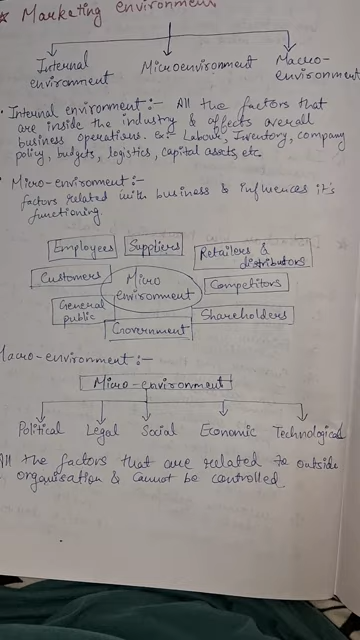 * Marketing environment
Internal environment
Microenvironment
Macro-environment
• Internal environment :- All the factors that
are inside the industry & affects overall
business operations. ex:- Labour, Inventory, company
policy, budgets, logistics, capital assets, etc.
• Micro-environment :-
factors related with business & influences it's
functioning.
Employees
Suppliers
Retailers & distributors
Customers
Micro environment
Competitors
General public
Shareholders
Government
Macro-environment :-
Micro-environment
Political Legal Social Economic Technological
All the factors that are related to outside
organisation & cannot be controlled